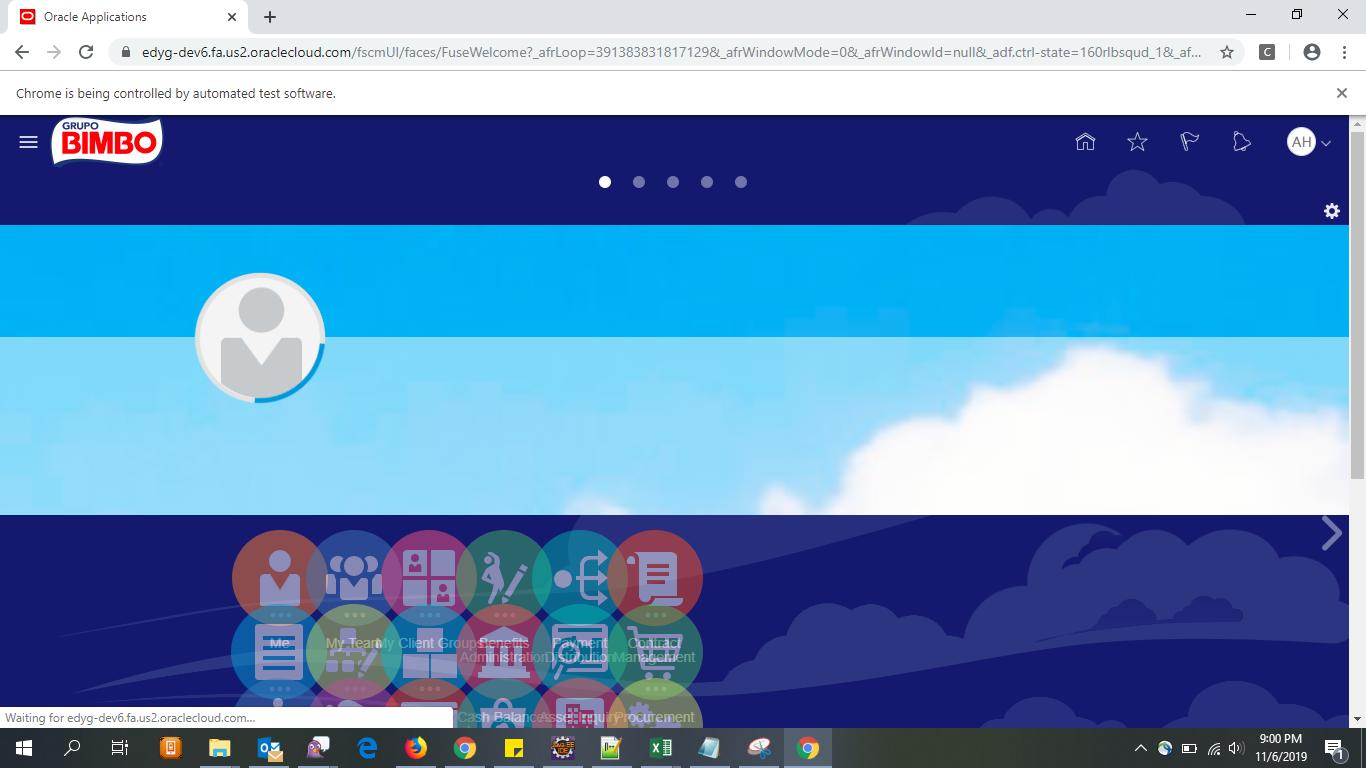 Oracle Applications
edyg-dev6.fa.us2.oraclecloud.com/fscmUI/faces/FuseWelcome?_afrLoop=391383831817129&_afrWindowMode=0&_afrWindowId=null&_adf.ctrl-state=160rlbsqud_1&_af...
C
Chrome is being controlled by automated test software.
GRUPO
BIMBO
AH
Me
My Team
My Client Groups
Benefits
Administration
Payment
Distribution
Contract
Management
Cash Balances
Asset Inquiry
Procurement
Waiting for edyg-dev6.fa.us2.oraclecloud.com...
9:00 PM
11/6/2019
1